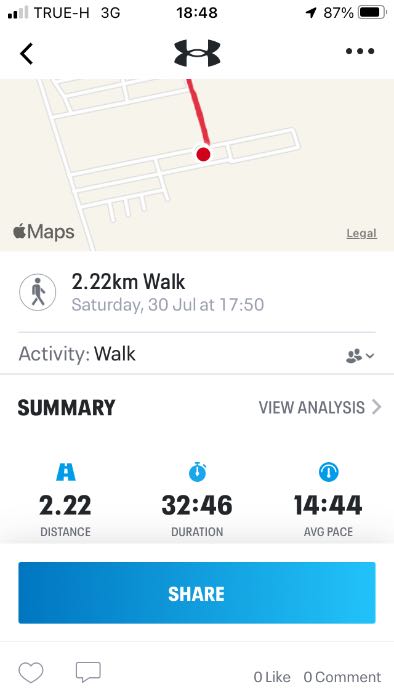 TRUE-H 3G 18:48 87%
Maps Legal
2.22km Walk
Saturday, 30 Jul at 17:50
Activity: Walk
SUMMARY VIEW ANALYSIS
2.22 32:46 14:44
DISTANCE DURATION AVG PACE
SHARE
0 Like 0 Comment